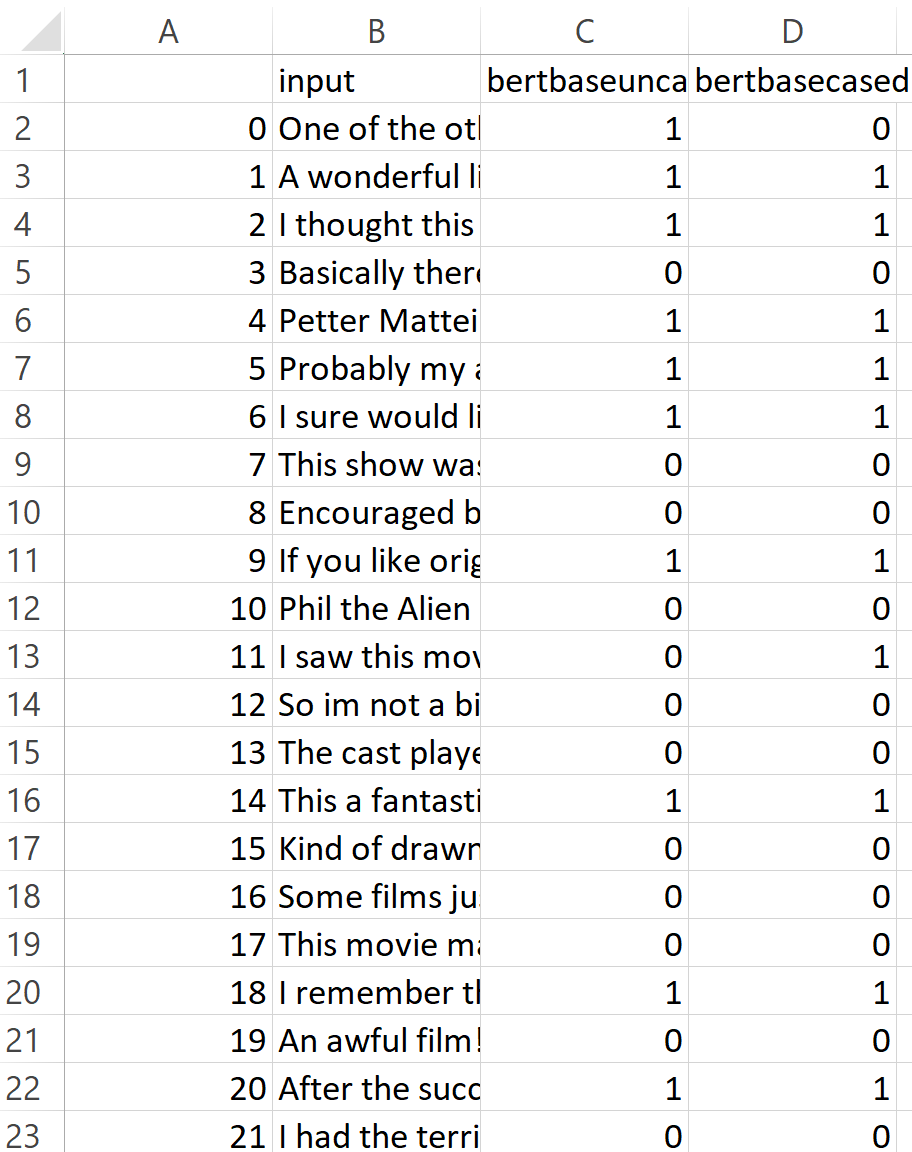 A B C D
1 input bertbaseunca bertbasecased
2 0 One of the otl 1 0
3 1 A wonderful li 1 1
4 2 I thought this 1 1
5 3 Basically there 0 0
6 4 Petter Mattei 1 1
7 5 Probably my a 1 1
8 6 I sure would li 1 1
9 7 This show was 0 0
10 8 Encouraged b 0 0
11 9 If you like orig 1 1
12 10 Phil the Alien 0 0
13 11 I saw this mov 0 1
14 12 So im not a bi 0 0
15 13 The cast playe 0 0
16 14 This a fantasti 1 1
17 15 Kind of drawn 0 0
18 16 Some films ju 0 0
19 17 This movie ma 0 0
20 18 I remember th 1 1
21 19 An awful film! 0 0
22 20 After the succ 1 1
23 21 I had the terri 0 0